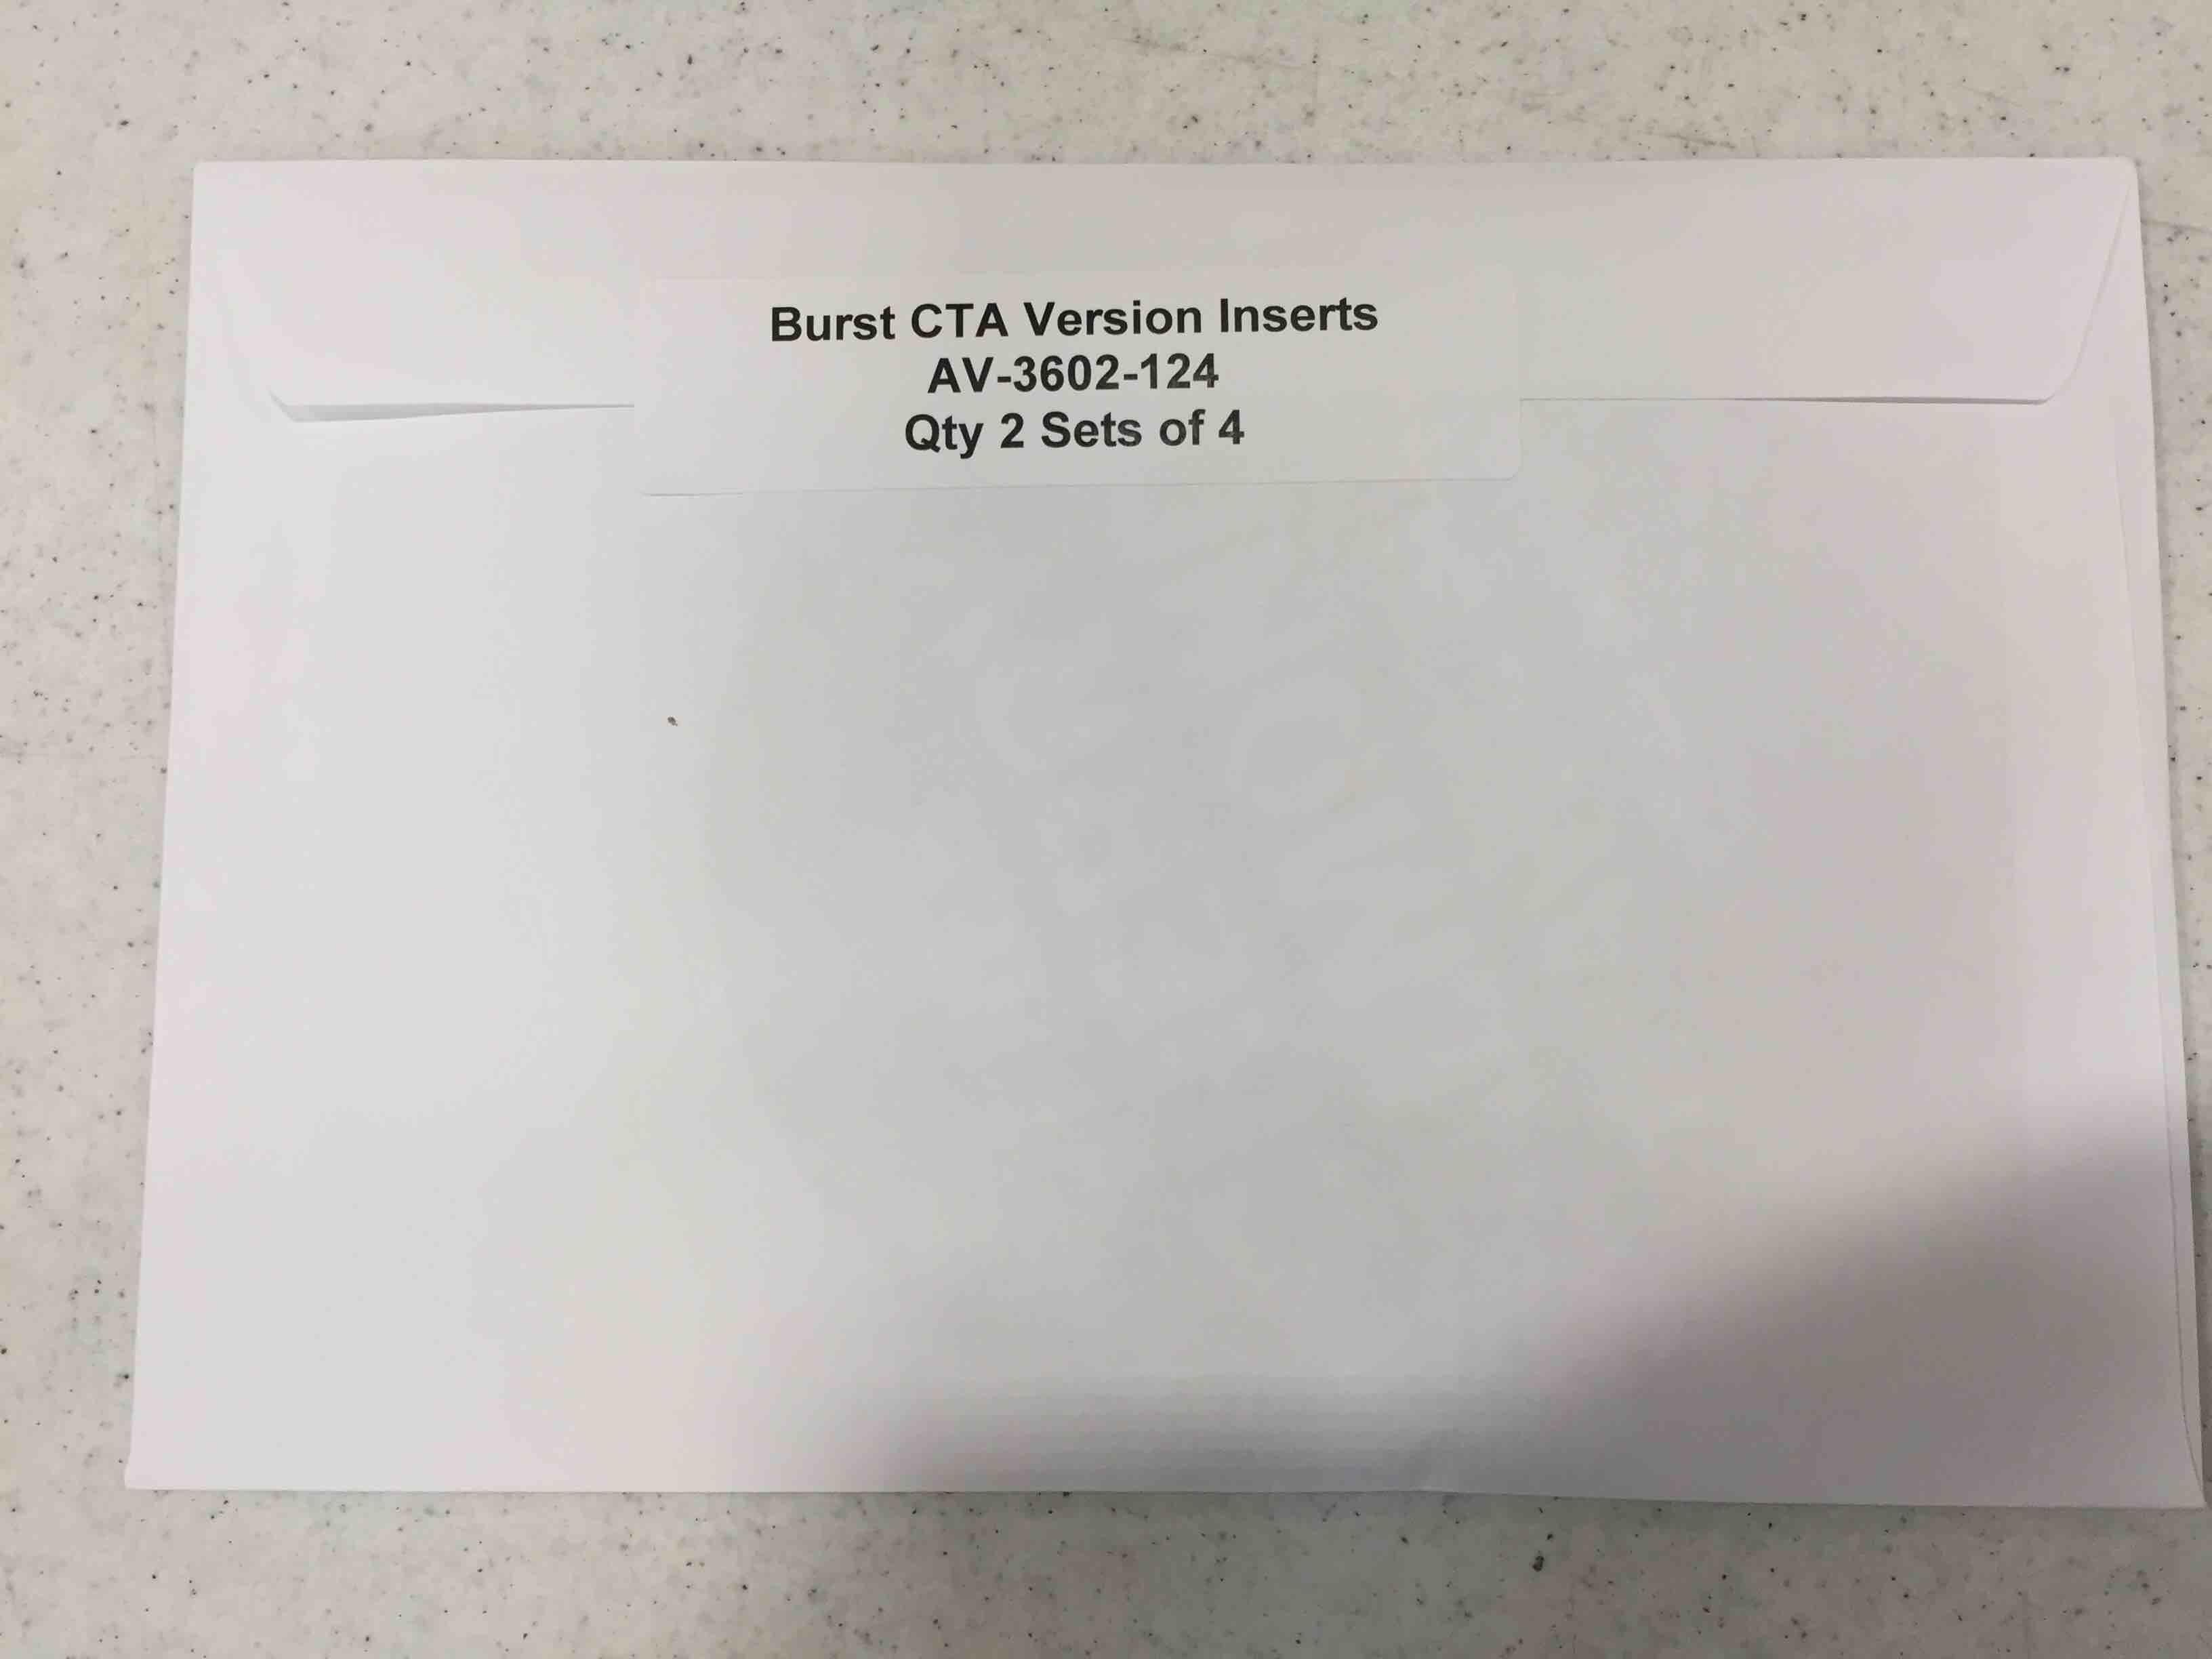 Burst CTA Version Inserts
AV-3602-124
Qty 2 Sets of 4